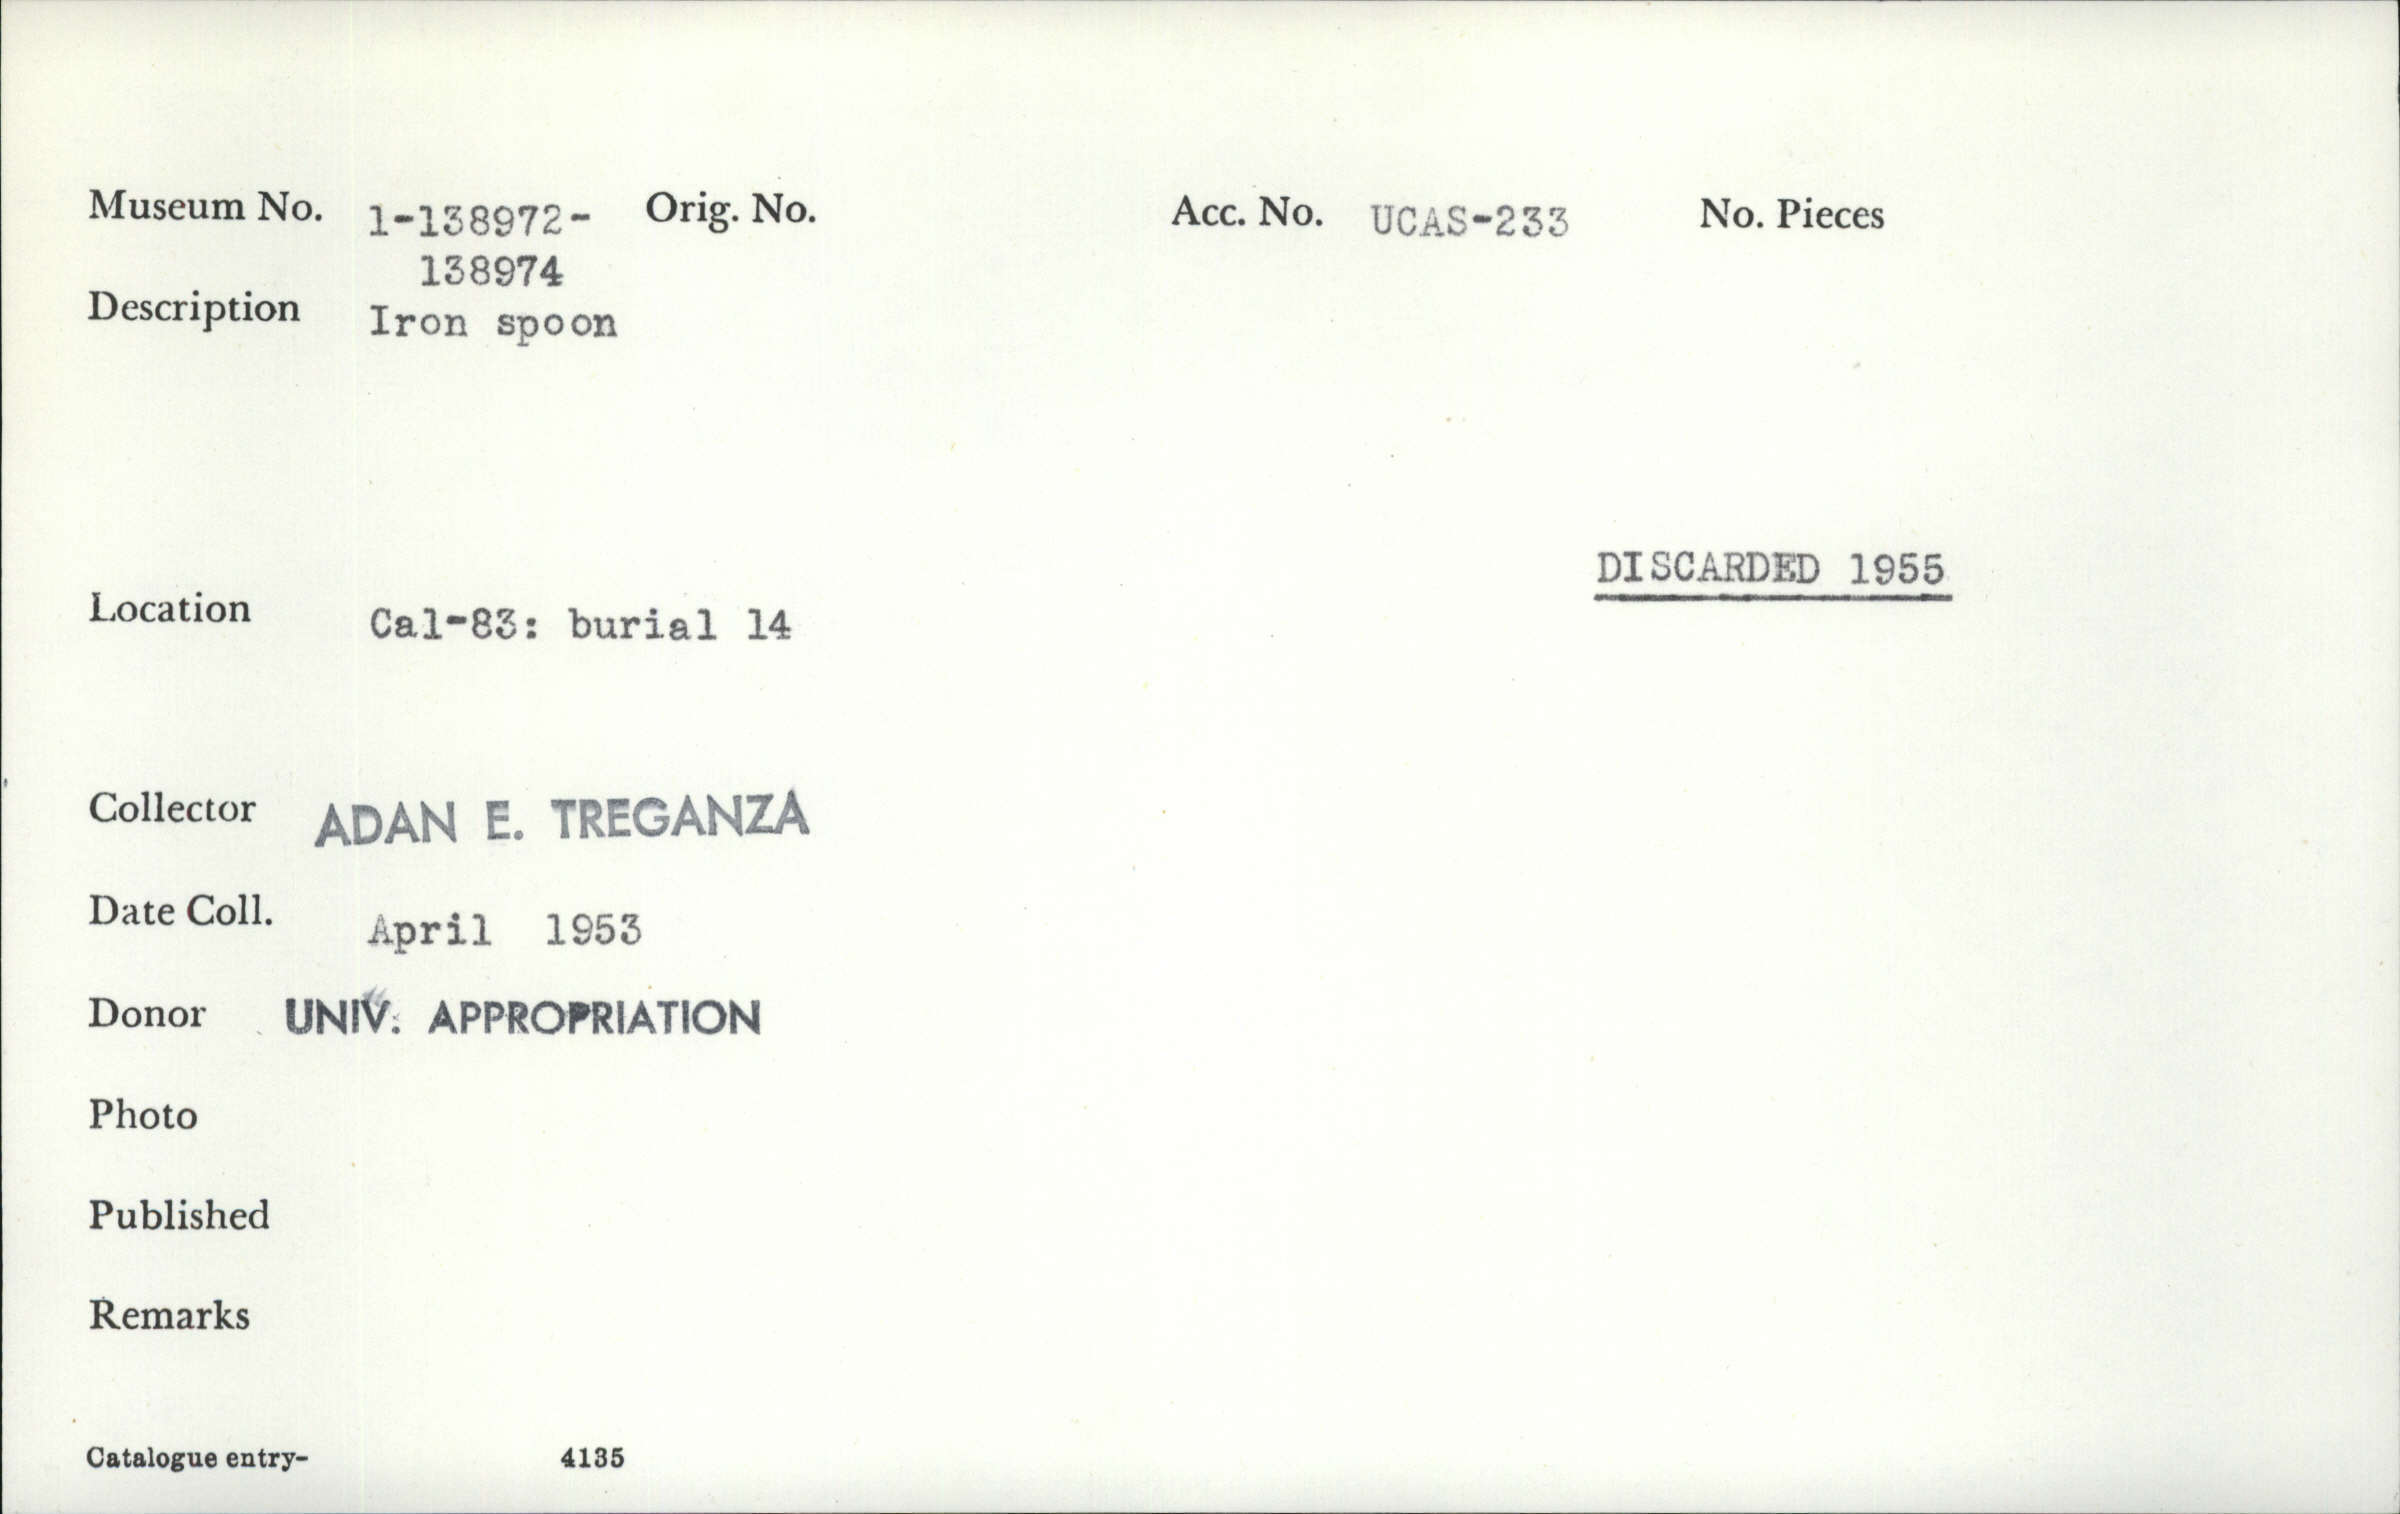 Museum No. 1-138972- Orig. No. Acc. No. UCAS-233 No. Pieces
138974
Description Iron spoon
DISCARDED 1955
Location Cal-83: burial 14
Collector ADAN E. TREGANZA
Date Coll. April 1953
Donor UNIV. APPROPRIATION
Photo
Published
Remarks
Catalogue entry- 4135